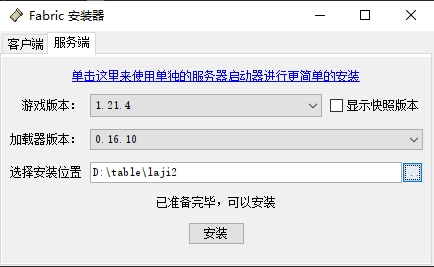 Fabric 安装器
客户端 服务端
单击这里来使用单独的服务器启动器进行更简单的安装
游戏版本: 1.21.4 显示快照版本
加载器版本: 0.16.10
选择安装位置 D:\table\laji2 ...
已准备完毕，可以安装
安装